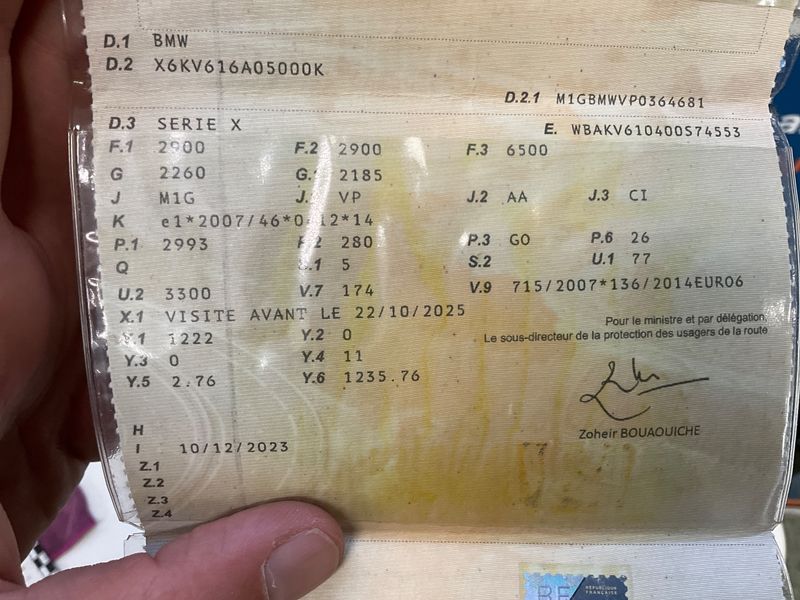 D.1 BMW
D.2 X6KV616A05000K
D.2.1 M1GBMWVP0364681
D.3 SERIE X E. WBAKV610400S74553
F.1 2900 F.2 2900 F.3 6500
G 2260 G. 2185
J M1G J. VP J.2 AA J.3 CI
K e1*2007/46*0 12*14
P.1 2993 280 P.3 GO P.6 26
Q .1 5 S.2 U.1 77
U.2 3300 V.7 174 V.9 715/2007*136/2014EURO6
X.1 VISITE AVANT LE 22/10/2025
Pour le ministre et par délégation,
Le sous-directeur de la protection des usagers de la route
Y.1 1222 Y.2 0
Y.3 0 Y.4 11
Y.5 2.76 Y.6 1235.76
Zoheir BOUAOUICHE
H
I 10/12/2023
Z.1
Z.2
Z.3
Z.4
RF RÉPUBLIQUE
FRANÇAISE